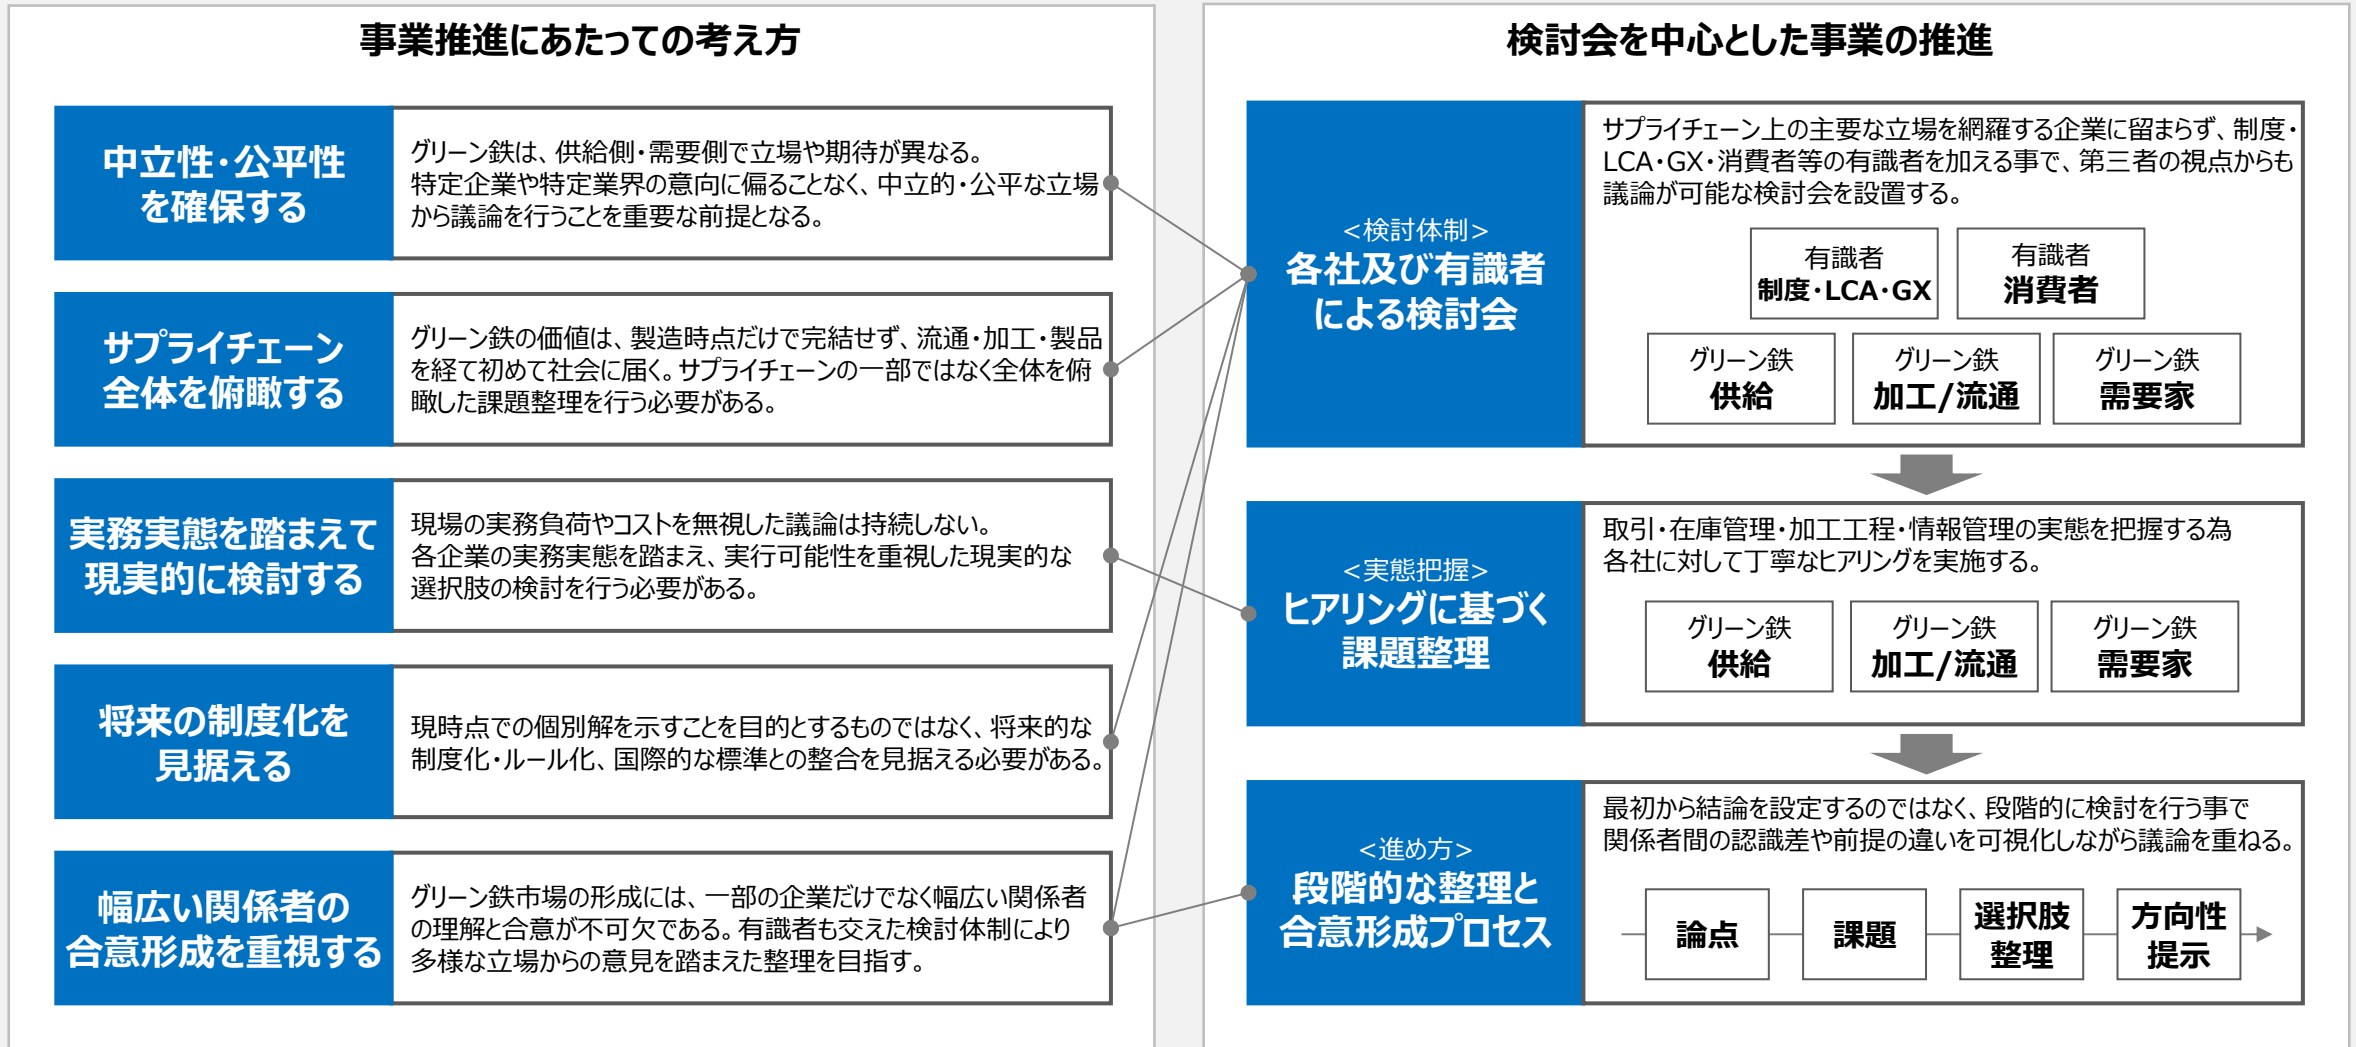 事業推進にあたっての考え方
中立性・公平性
を確保する
グリーン鉄は、供給側・需要側で立場や期待が異なる。
特定企業や特定業界の意向に偏ることなく、中立的・公平な立場
から議論を行うことを重要な前提となる。
サプライチェーン
全体を俯瞰する
グリーン鉄の価値は、製造時点だけで完結せず、流通・加工・製品
を経て初めて社会に届く。サプライチェーンの一部ではなく全体を俯
瞰した課題整理を行う必要がある。
実務実態を踏まえて
現実的に検討する
現場の実務負荷やコストを無視した議論は持続しない。
各企業の実務実態を踏まえ、実行可能性を重視した現実的な
選択肢の検討を行う必要がある。
将来の制度化を
見据える
現時点での個別解を示すことを目的とするものではなく、将来的な
制度化・ルール化、国際的な標準との整合を見据える必要がある。
幅広い関係者の
合意形成を重視する
グリーン鉄市場の形成には、一部の企業だけでなく幅広い関係者
の理解と合意が不可欠である。有識者も交えた検討体制により
多様な立場からの意見を踏まえた整理を目指す。
検討会を中心とした事業の推進
<検討体制>
各社及び有識者
による検討会
サプライチェーン上の主要な立場を網羅する企業に留まらず、制度・
LCA・GX・消費者等の有識者を加える事で、第三者の視点からも
議論が可能な検討会を設置する。
有識者
制度・LCA・GX
有識者
消費者
グリーン鉄
供給
グリーン鉄
加工/流通
グリーン鉄
需要家
<実態把握>
ヒアリングに基づく
課題整理
取引・在庫管理・加工工程・情報管理の実態を把握する為
各社に対して丁寧なヒアリングを実施する。
グリーン鉄
供給
グリーン鉄
加工/流通
グリーン鉄
需要家
<進め方>
段階的な整理と
合意形成プロセス
最初から結論を設定するのではなく、段階的に検討を行う事で
関係者間の認識差や前提の違いを可視化しながら議論を重ねる。
論点
課題
選択肢
整理
方向性
提示